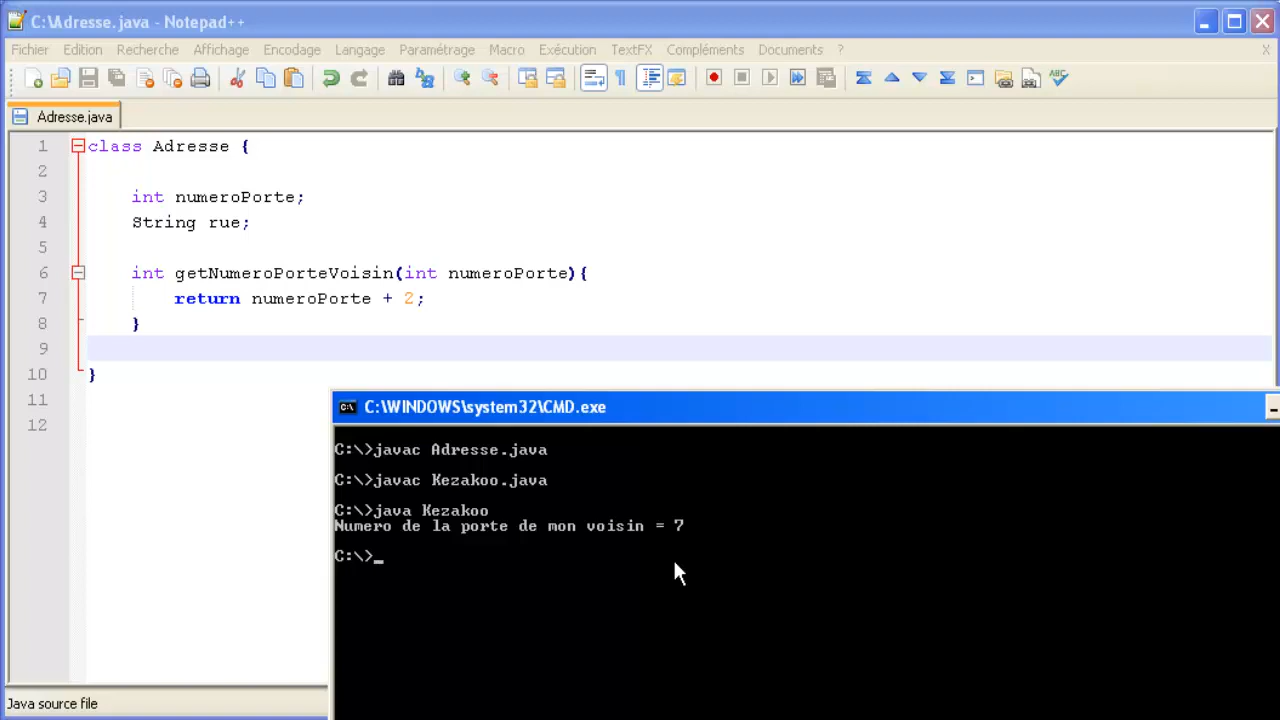 C:\Adresse.java - Notepad++
Fichier Edition Recherche Affichage Encodage Langage Paramétrage Macro Exécution TextFX Compléments Documents ? X
ABC
Adresse.java
1 class Adresse {
2
3 int numeroPorte;
4 String rue;
5
6 int getNumeroPorteVoisin(int numeroPorte){
7 return numeroPorte + 2;
8 }
9
10 }
11
12
C:\WINDOWS\system32\CMD.exe
C:\>javac Adresse.java
C:\>javac Kezakoo.java
C:\>java Kezakoo
Numero de la porte de mon voisin = 7
C:\>_
Java source file